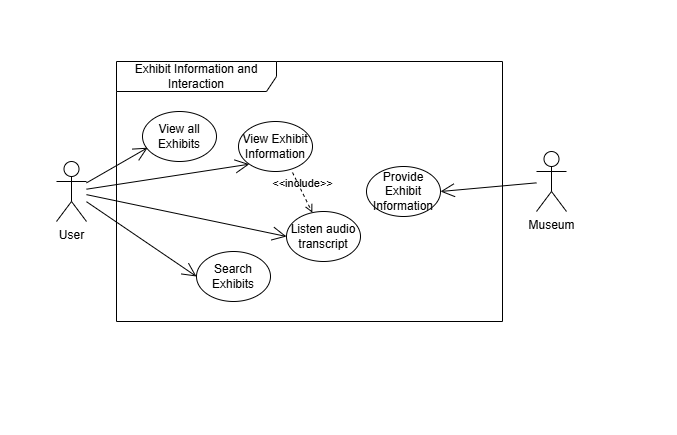 Exhibit Information and
Interaction
View all
Exhibits
View Exhibit
Information
<<include>>
Provide
Exhibit
Information
User
Museum
Listen audio
transcript
Search
Exhibits